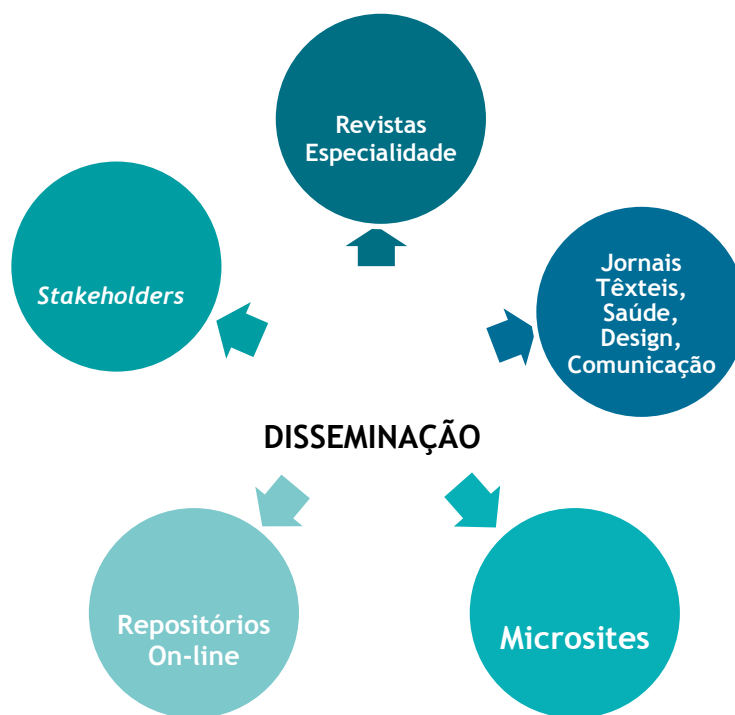 Revistas
Especialidade
Stakeholders
Jornais
Têxteis,
Saúde,
Design,
Comunicação
DISSEMINAÇÃO
Repositórios
On-line
Microsites